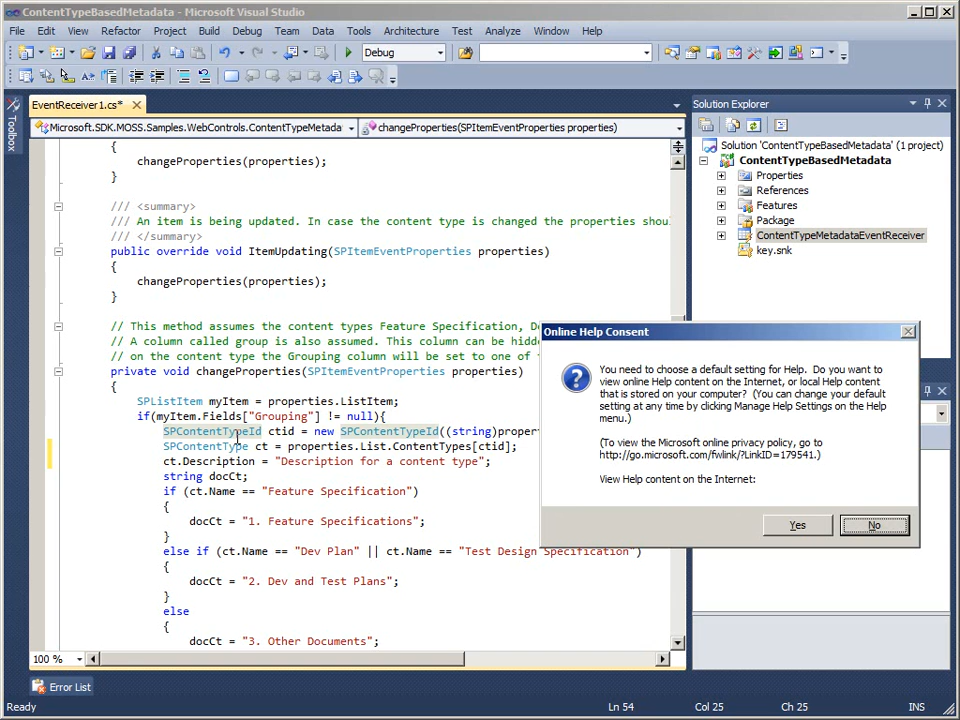 ContentTypeBasedMetadata - Microsoft Visual Studio
File Edit View Refactor Project Build Debug Team Data Tools Architecture Test Analyze Window Help
Debug
Toolbox
EventReceiver1.cs*
Microsoft.SDK.MOSS.Samples.WebControls.ContentTypeMetada
changeProperties(SPItemEventProperties properties)
{
changeProperties(properties);
}
/// <summary>
/// An item is being updated. In case the content type is changed the properties shou
/// </summary>
public override void ItemUpdating(SPItemEventProperties properties)
{
changeProperties(properties);
}
// This method assumes the content types Feature Specification, D
// A column called group is also assumed. This column can be hidd
// on the content type the Grouping column will be set to one of
private void changeProperties(SPItemEventProperties properties)
{
SPListItem myItem = properties.ListItem;
if(myItem.Fields["Grouping"] != null){
SPContentTypeId ctid = new SPContentTypeId((string)prope
SPContentType ct = properties.List.ContentTypes[ctid];
ct.Description = "Description for a content type";
string docCt;
if (ct.Name == "Feature Specification")
{
docCt = "1. Feature Specifications";
}
else if (ct.Name == "Dev Plan" || ct.Name == "Test Design Specification")
{
docCt = "2. Dev and Test Plans";
}
else
{
docCt = "3. Other Documents";
100 %
Solution Explorer
Solution 'ContentTypeBasedMetadata' (1 project)
ContentTypeBasedMetadata
Properties
References
Features
Package
ContentTypeMetadataEventReceiver
key.snk
Online Help Consent
You need to choose a default setting for Help. Do you want to
view online Help content on the Internet, or local Help content
that is stored on your computer? (You can change your default
setting at any time by clicking Manage Help Settings on the Help
menu.)
(To view the Microsoft online privacy policy, go to
http://go.microsoft.com/fwlink/?LinkID=179541.)
View Help content on the Internet:
Yes No
Error List
Ready Ln 54 Col 25 Ch 25 INS